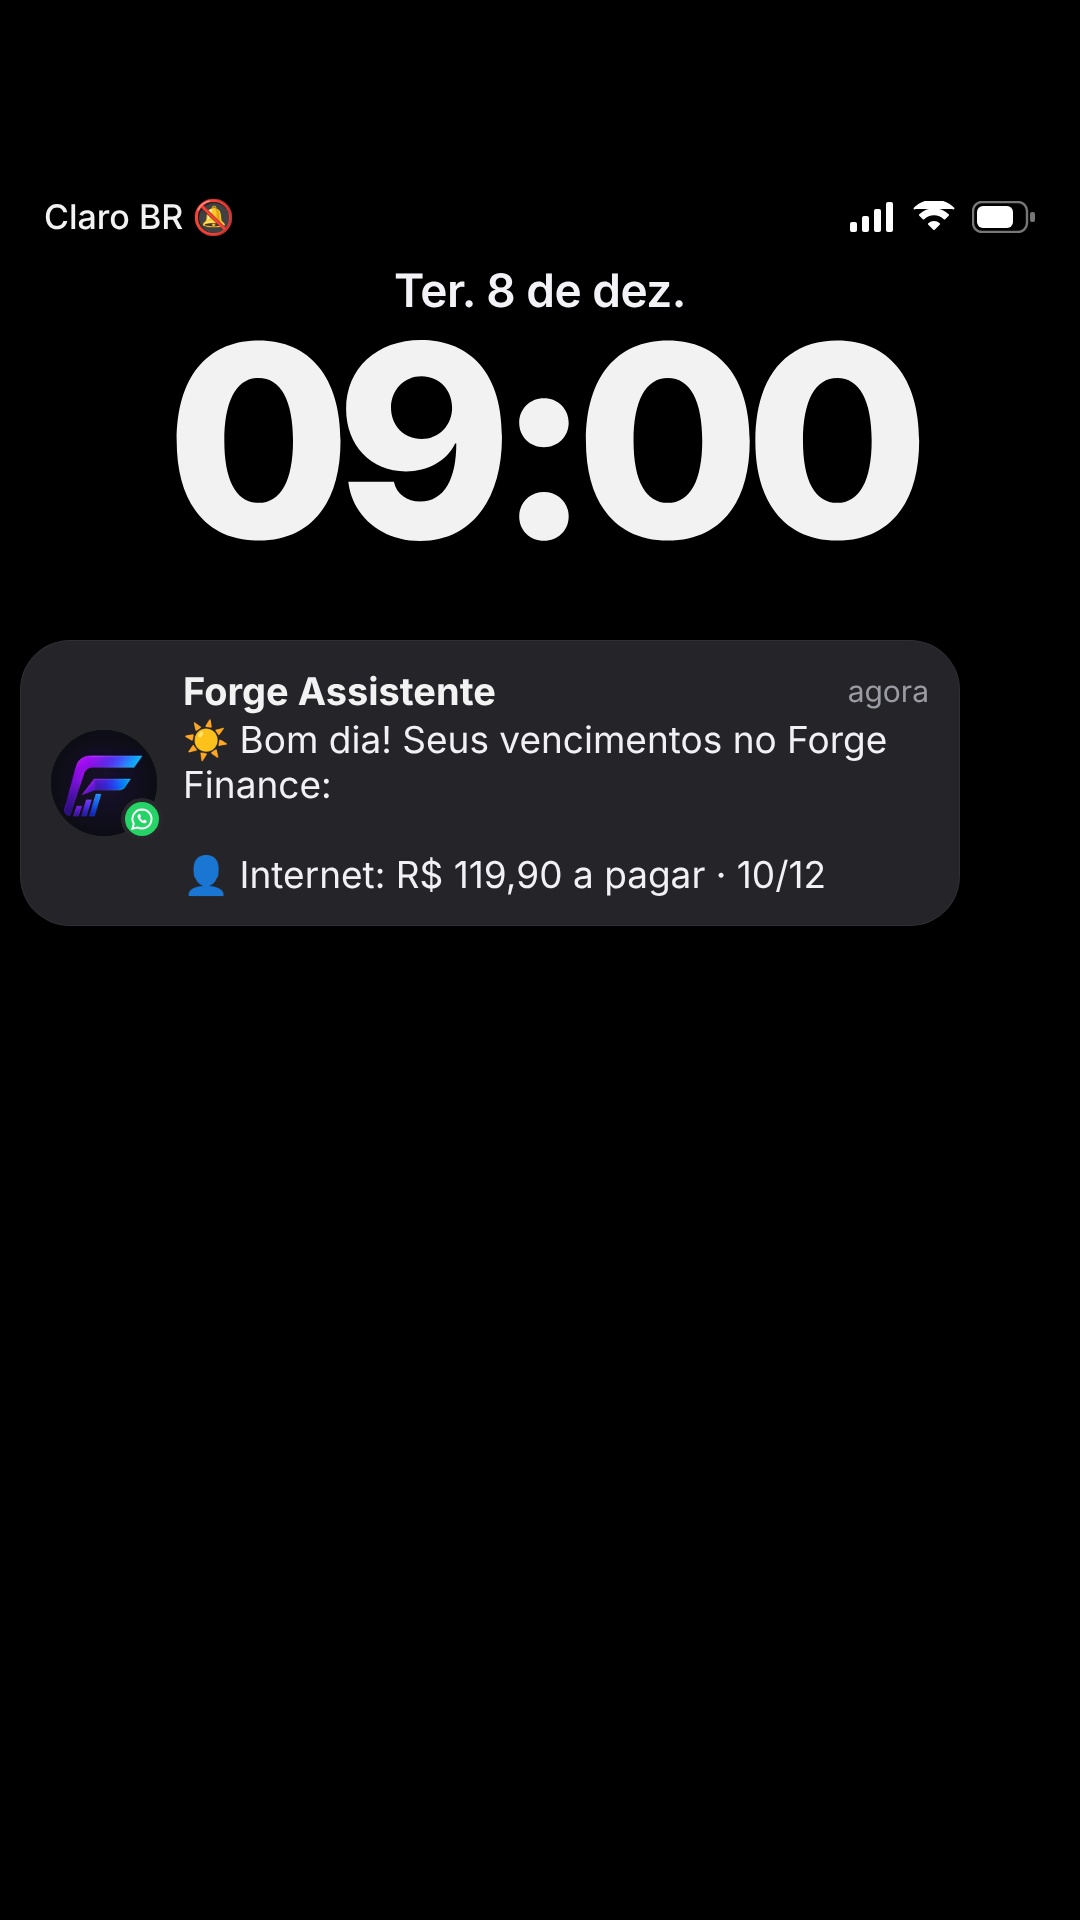 Claro BR 🔕
Ter. 8 de dez.
09:00
Forge Assistente
agora
☀️ Bom dia! Seus vencimentos no Forge
Finance:
👤 Internet: R$ 119,90 a pagar · 10/12